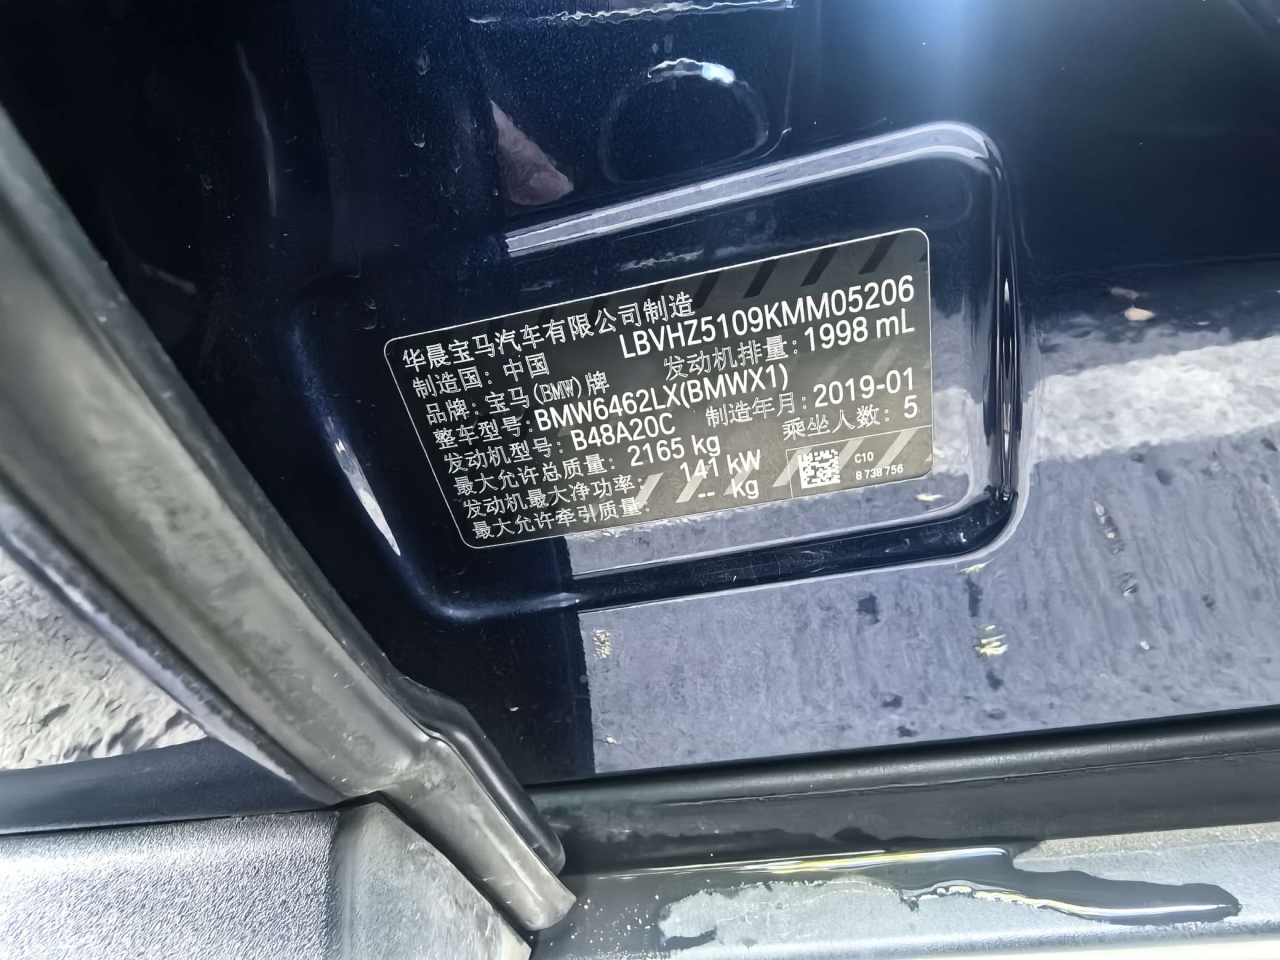 华晨宝马汽车有限公司制造
制造国：中国 LBVHZ5109KMM05206
品牌：宝马(BMW)牌 发动机排量：1998 mL
整车型号：BMW6462LX(BMWX1)
发动机型号：B48A20C 制造年月：2019-01
最大允许总质量：2165 kg 乘坐人数：5
发动机最大净功率：141 kW
最大允许牵引质量：-- kg
C10
8 738 756